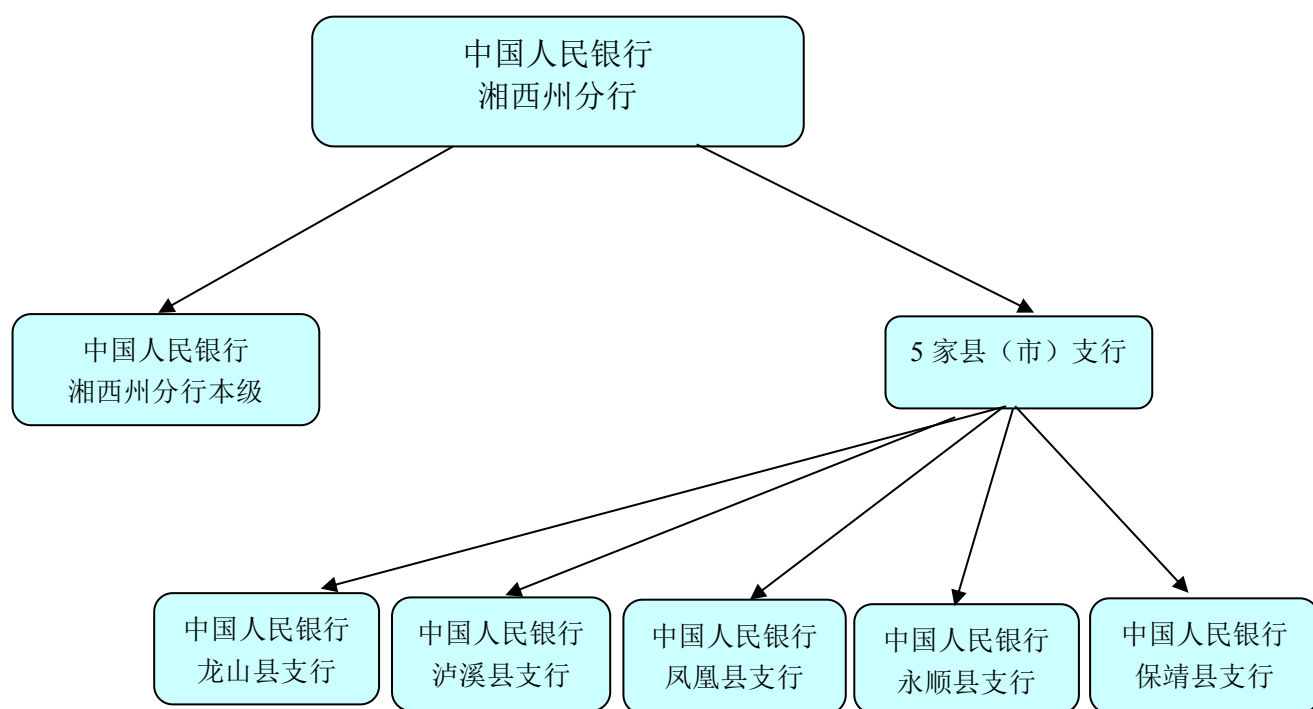 中国人民银行
湘西州分行
中国人民银行
湘西州分行本级
5 家县（市）支行
中国人民银行
龙山县支行
中国人民银行
泸溪县支行
中国人民银行
凤凰县支行
中国人民银行
永顺县支行
中国人民银行
保靖县支行